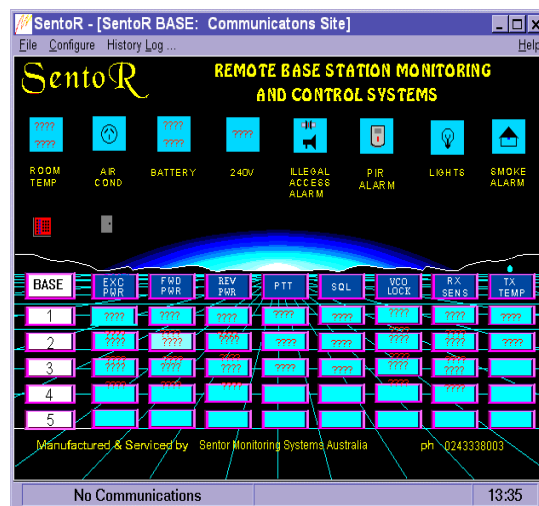 SentoR - [SentoR BASE: Communicatons Site]
File Configure History Log ... Help
SentoR
REMOTE BASE STATION MONITORING
AND CONTROL SYSTEMS
???? ???? ????
???? ????
ROOM TEMP AIR COND BATTERY 240V ILLEGAL ACCESS ALARM PIR ALARM LIGHTS SMOKE ALARM
BASE EXC PWR FWD PWR REV PWR PTT SQL VCO LOCK RX SENS TX TEMP
1 ???? ???? ???? ???? ???? ???? ???? ????
???? ???? ???? ???? ????
2 ???? ???? ???? ???? ???? ???? ???? ????
???? ???? ???? ???? ????
3 ???? ???? ???? ???? ???? ???? ???? ????
???? ???? ???? ???? ????
4
5
Manufactured & Serviced by Sentor Monitoring Systems Australia ph 0243338003
No Communications 13:35